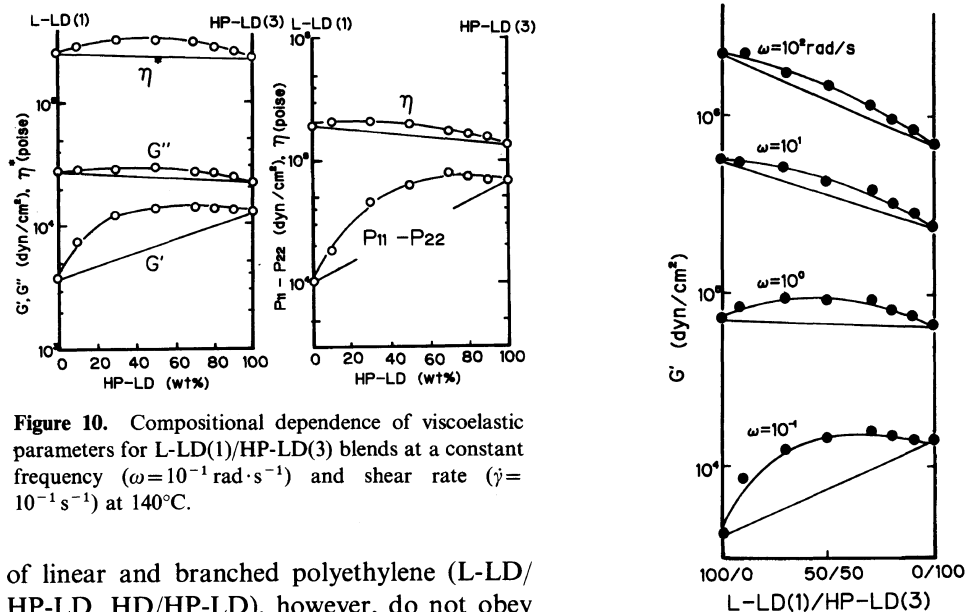 L-LD(1)
HP-LD(3)
L-LD(1)
HP-LD(3)
η*
G''
G'
10⁵
10⁴
G', G'' (dyn/cm²), η* (poise)
0 20 40 60 80 100
HP-LD (wt%)
10⁶
10⁵
10⁴
P₁₁ – P₂₂ (dyn/cm²), η (poise)
η
P₁₁ – P₂₂
0 20 40 60 80 100
HP-LD (wt%)
Figure 10. Compositional dependence of viscoelastic
parameters for L-LD(1)/HP-LD(3) blends at a constant
frequency (ω=10⁻¹ rad·s⁻¹) and shear rate (γ̇=
10⁻¹ s⁻¹) at 140°C.
of linear and branched polyethylene (L-LD/
HP-LD, HD/HP-LD), however, do not obey
ω=10² rad/s
ω=10¹
ω=10⁰
ω=10⁻¹
10⁶
10⁵
10⁴
G' (dyn/cm²)
100/0 50/50 0/100
L-LD(1)/HP-LD(3)